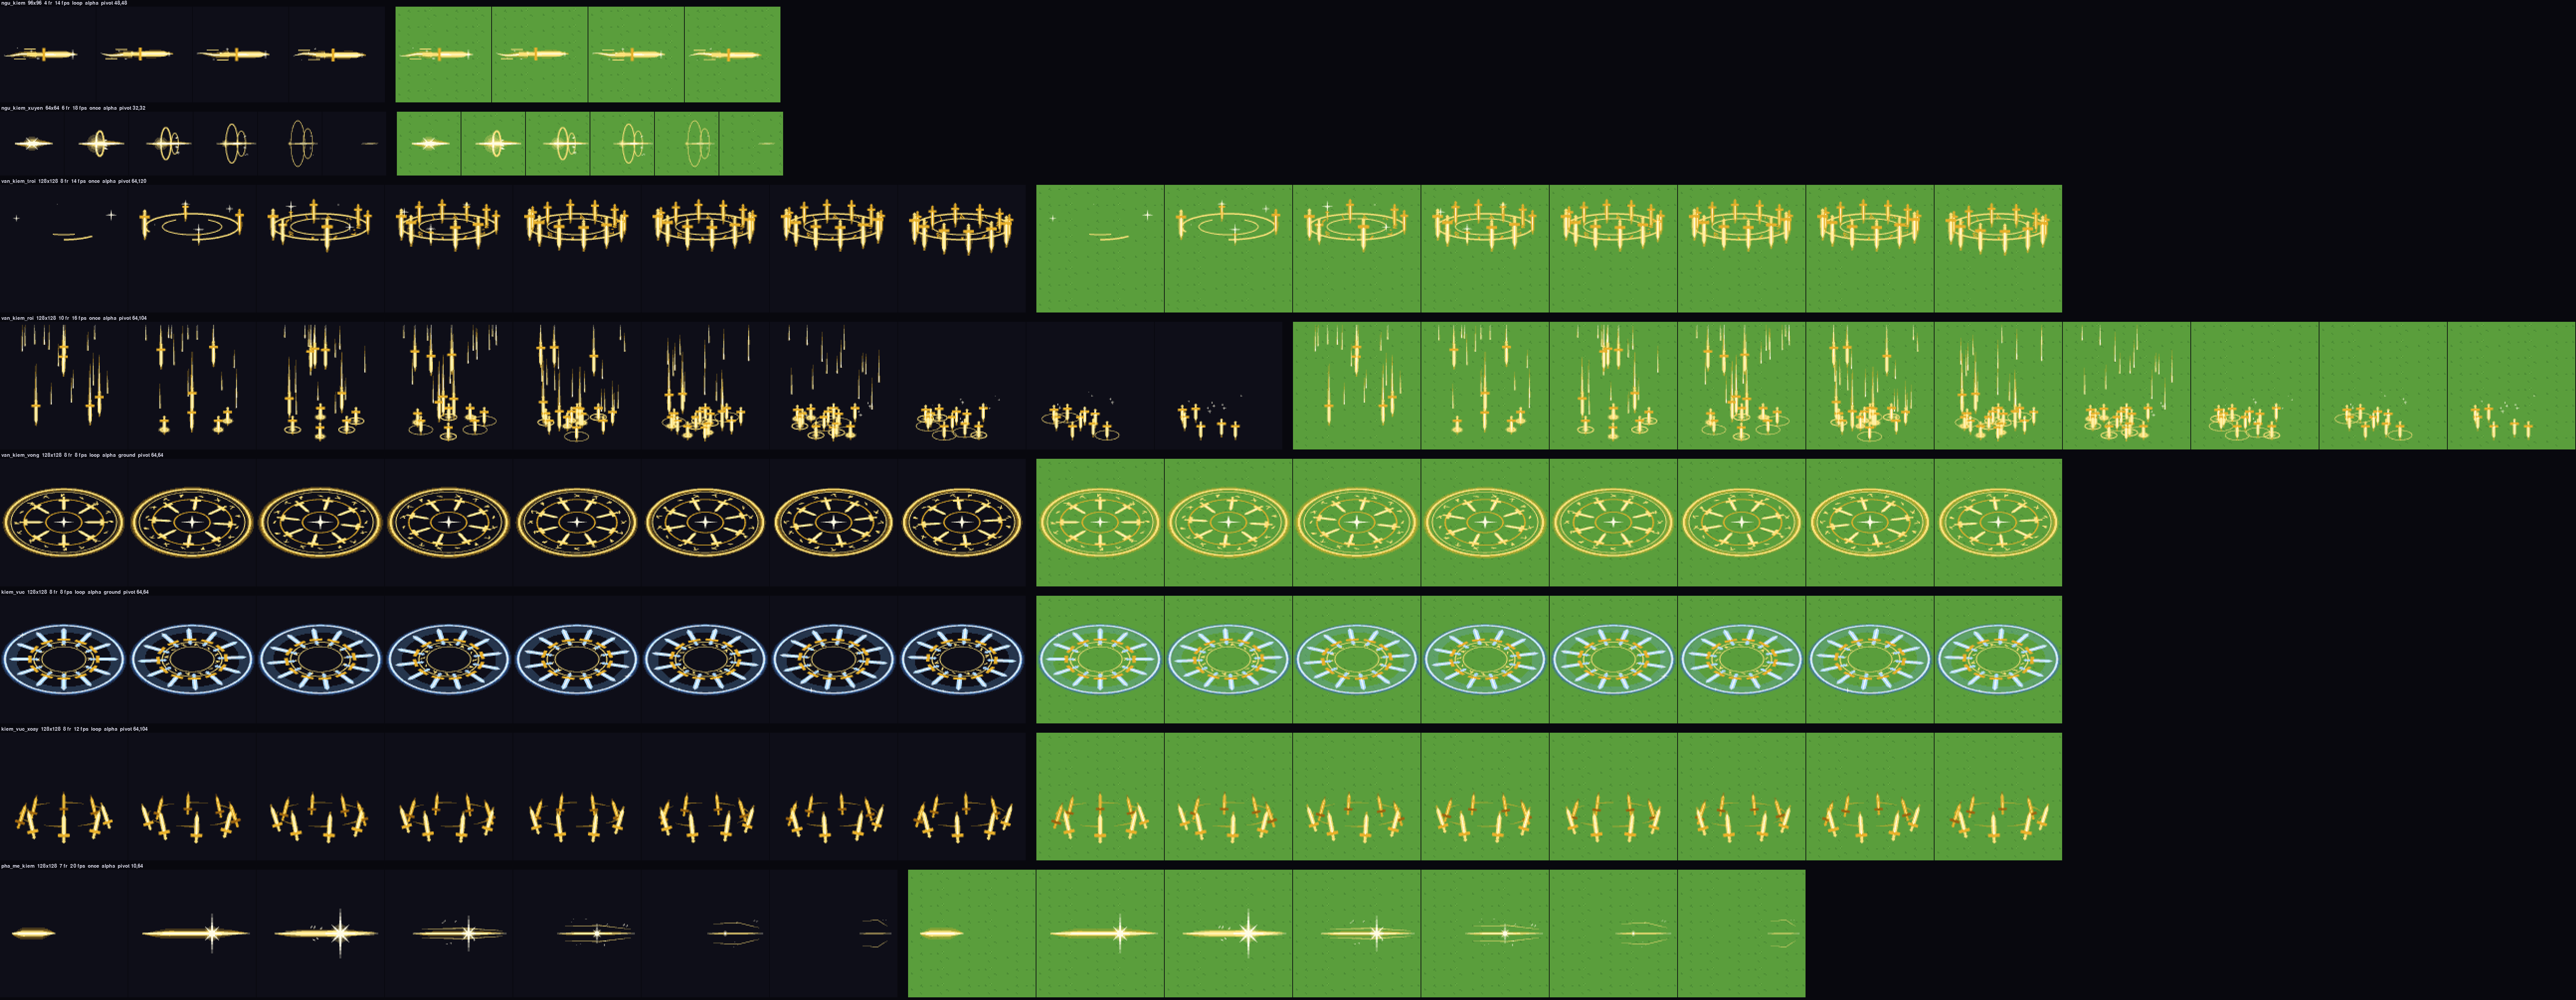 ngu_kiem 96x96 4 fr 14 fps loop alpha pivot 48,48
ngu_kiem_xuyen 64x64 6 fr 18 fps once alpha pivot 32,32
van_kiem_troi 128x128 8 fr 14 fps once alpha pivot 64,120
van_kiem_roi 128x128 10 fr 16 fps once alpha pivot 64,104
van_kiem_vong 128x128 8 fr 8 fps loop alpha ground pivot 64,64
kiem_vuc 128x128 8 fr 8 fps loop alpha ground pivot 64,64
kiem_vuc_xoay 128x128 8 fr 12 fps loop alpha pivot 64,104
pha_me_kiem 128x128 7 fr 20 fps once alpha pivot 10,64